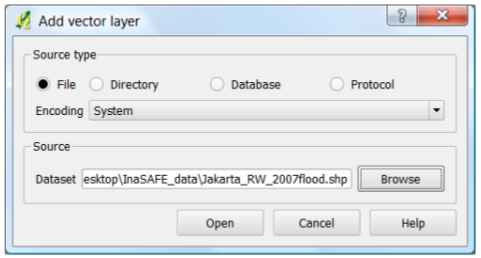 Add vector layer
Source type
File Directory Database Protocol
Encoding System
Source
Dataset esktop\InaSAFE_data\Jakarta_RW_2007flood.shp Browse
Open Cancel Help